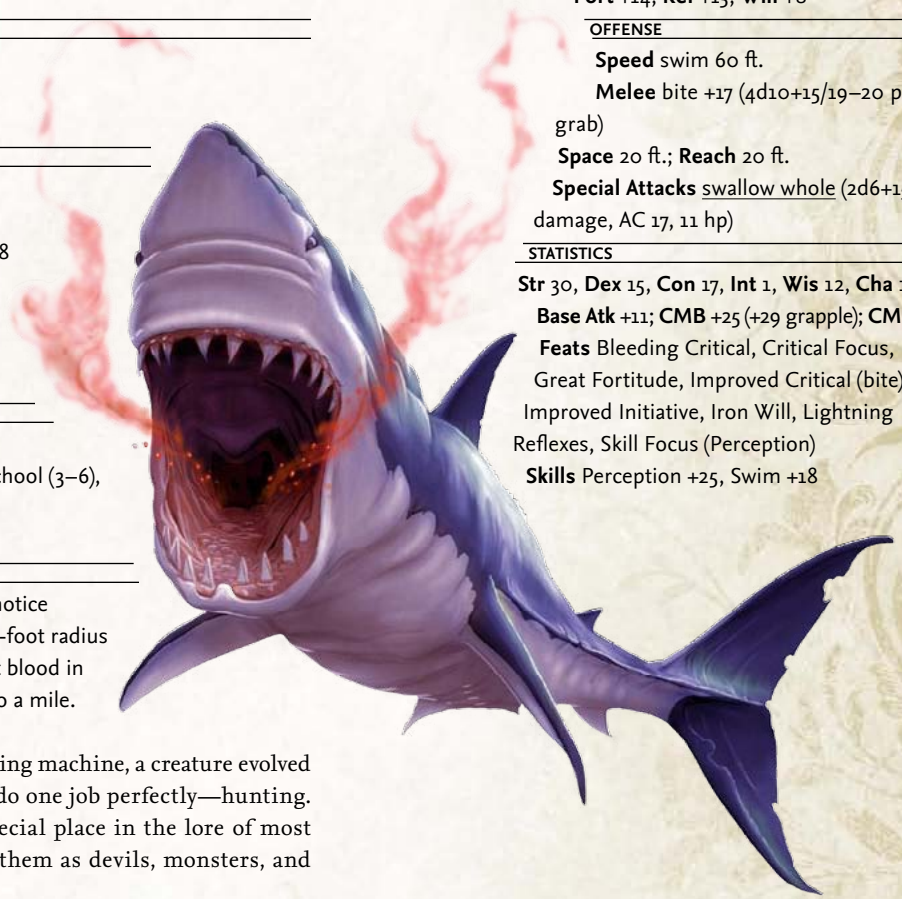 8
chool (3–6),
notice
-foot radius
blood in
o a mile.
ing machine, a creature evolved
do one job perfectly—hunting.
ecial place in the lore of most
them as devils, monsters, and
OFFENSE
Speed swim 60 ft.
Melee bite +17 (4d10+15/19–20 p
grab)
Space 20 ft.; Reach 20 ft.
Special Attacks swallow whole (2d6+1
damage, AC 17, 11 hp)
STATISTICS
Str 30, Dex 15, Con 17, Int 1, Wis 12, Cha
Base Atk +11; CMB +25 (+29 grapple); CM
Feats Bleeding Critical, Critical Focus,
Great Fortitude, Improved Critical (bite)
Improved Initiative, Iron Will, Lightning
Reflexes, Skill Focus (Perception)
Skills Perception +25, Swim +18